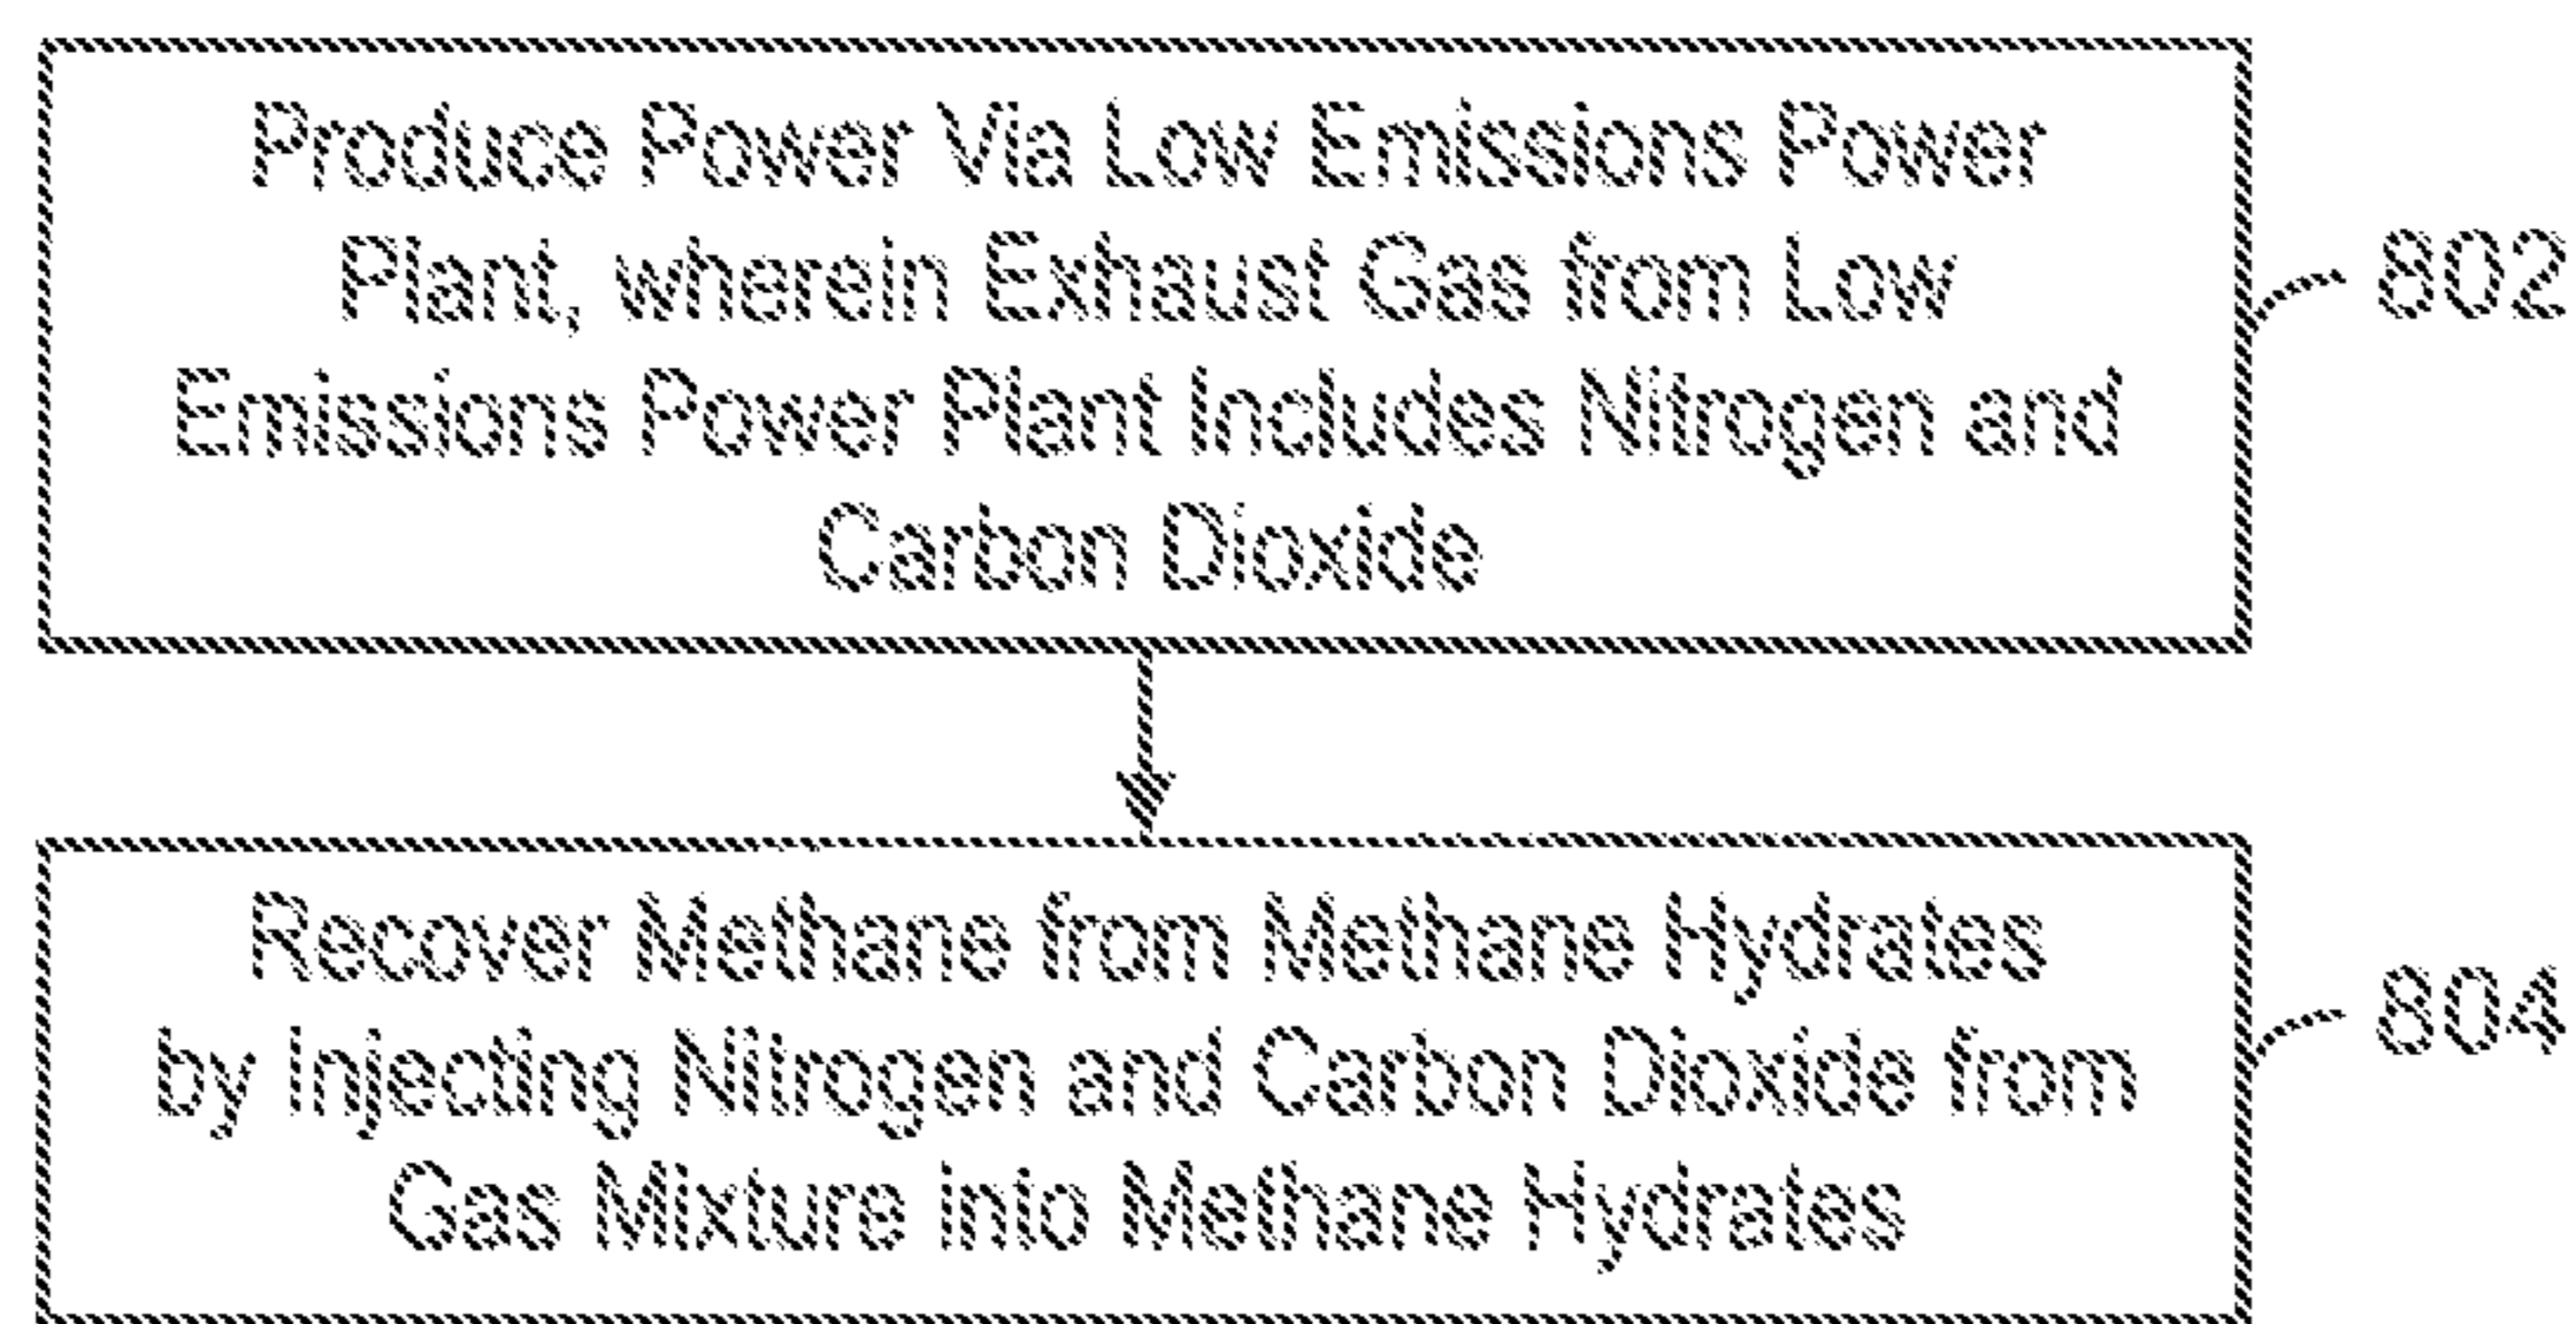 Produce Power Via Low Emissions Power
Plant, wherein Exhaust Gas from Low
Emissions Power Plant Includes Nitrogen and
Carbon Dioxide
802
Recover Methane from Methane Hydrates
by Injecting Nitrogen and Carbon Dioxide from
Gas Mixture into Methane Hydrates
804